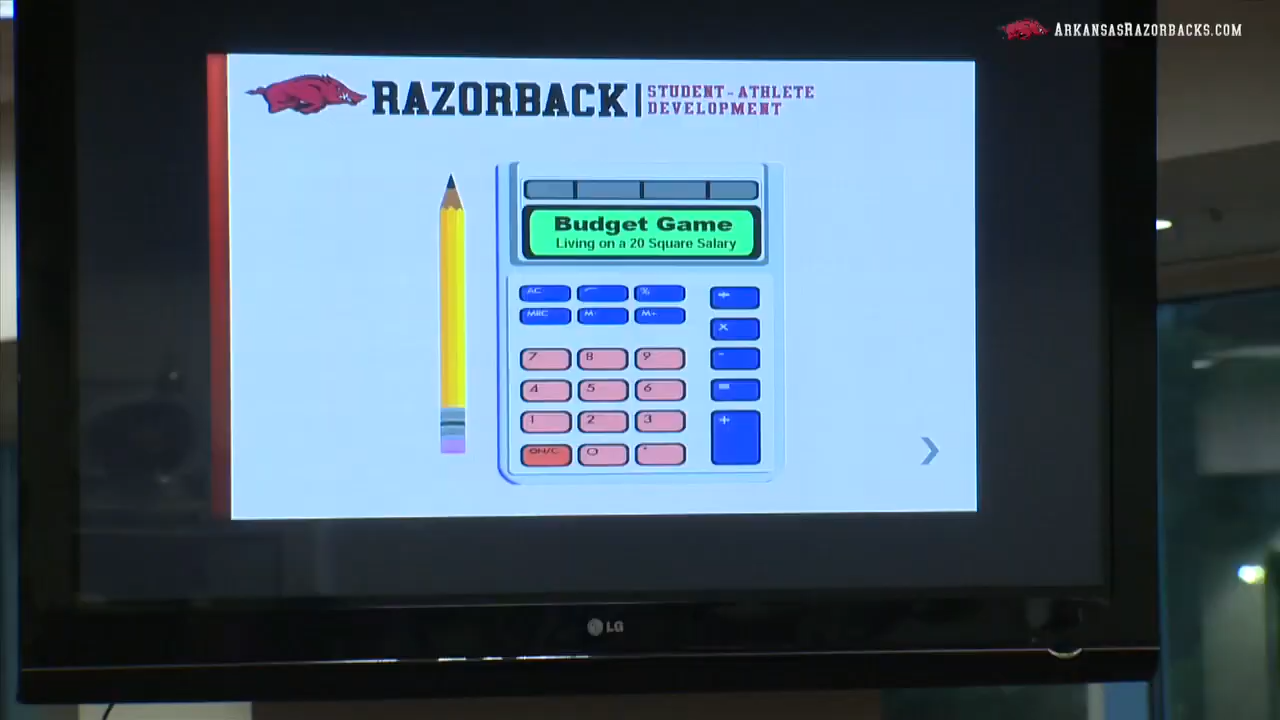 ARKANSASRAZORBACKS.COM
RAZORBACK
STUDENT-ATHLETE
DEVELOPMENT
Budget Game
Living on a 20 Square Salary
AC %
MRC M- M+
+
X
-
=
+
7 8 9
4 5 6
1 2 3
ON/C 0 .
LG